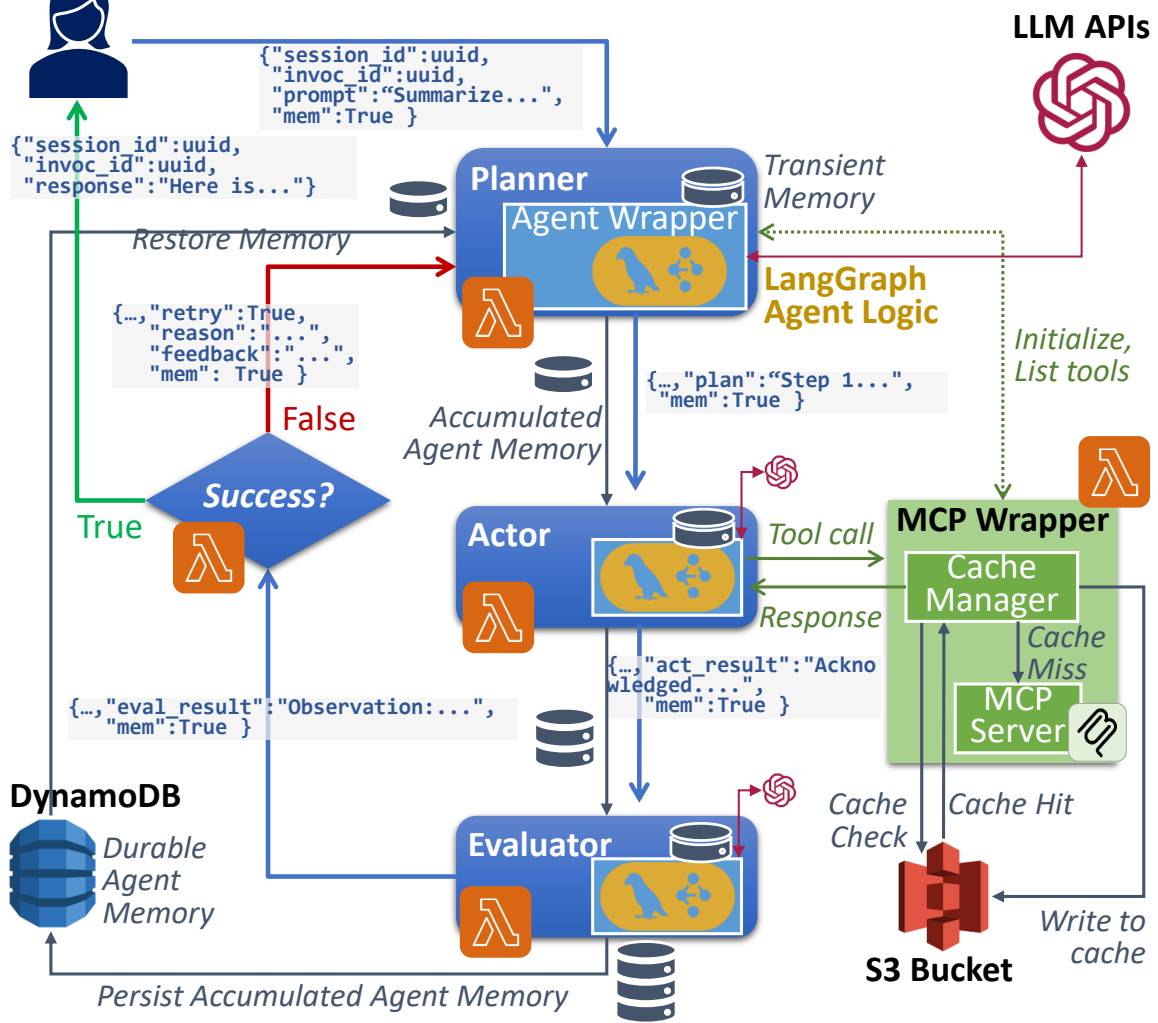 LLM APIs
{"session_id":uuid,
"invoc_id":uuid,
"prompt":“Summarize...",
"mem":True }
{"session_id":uuid,
"invoc_id":uuid,
"response":"Here is..."}
Planner
Transient
Memory
Agent Wrapper
Restore Memory
LangGraph
Agent Logic
{…,"retry":True,
"reason":"...",
"feedback":"...",
"mem": True }
Initialize,
List tools
{…,"plan":“Step 1...",
"mem":True }
Accumulated
Agent Memory
False
Success?
True
Actor
Tool call
Response
MCP Wrapper
Cache
Manager
Cache
Miss
MCP
Server
{…,"act_result":"Ackno
wledged....",
"mem":True }
{…,"eval_result":"Observation:...",
"mem":True }
DynamoDB
Durable
Agent
Memory
Evaluator
Cache
Check
Cache Hit
Write to
cache
S3 Bucket
Persist Accumulated Agent Memory